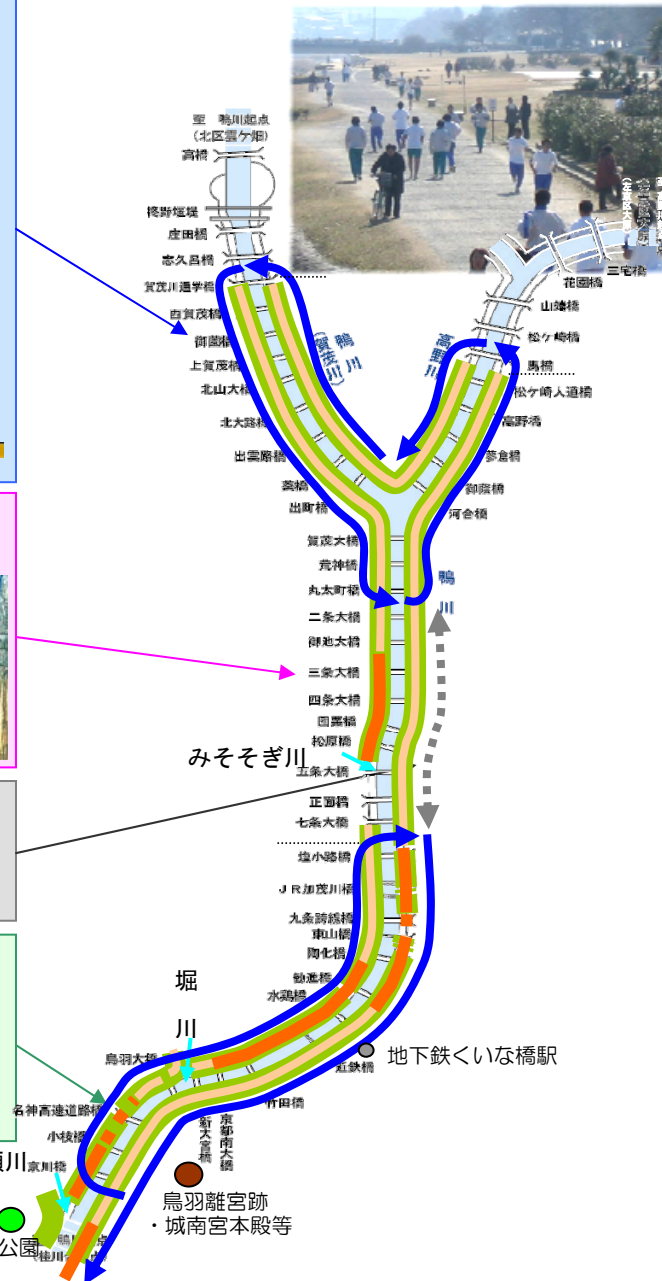 至 鴨川起点
(北区雲ケ畑)
高橋
柊野堰堤
庄田橋
志久呂橋
賀茂川通学橋
西賀茂橋
御薗橋
上賀茂橋
北山大橋
北大路橋
出雲路橋
葵橋
出町橋
賀茂大橋
荒神橋
丸太町橋
二条大橋
御池大橋
三条大橋
四条大橋
団栗橋
松原橋
みそそぎ川
五条大橋
正面橋
七条大橋
塩小路橋
JR加茂川橋
九条跨線橋
東山橋
陶化橋
勧進橋
水鶏橋
堀
川
鳥羽大橋
名神高速道路橋
小枝橋
京川橋
鴨川
(賀茂川)
高野川
三宅橋
花園橋
山端橋
松ケ崎橋
馬橋
松ケ崎人道橋
高野橋
蓼倉橋
御蔭橋
河合橋
鴨
川
地下鉄くいな橋駅
近鉄橋
竹田橋
京都南大橋
新大宮橋
鳥羽離宮跡
・城南宮本殿等
公園